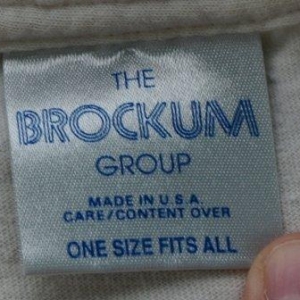 THE
BROCKUM
GROUP
MADE IN U.S.A.
CARE/CONTENT OVER
ONE SIZE FITS ALL